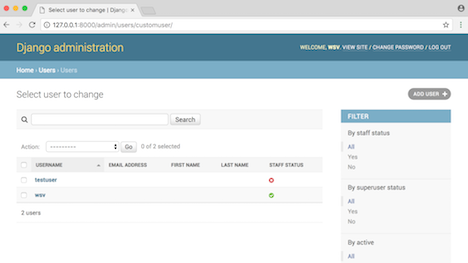 Select user to change | Djang
127.0.0.1:8000/admin/users/customuser/
Django administration
WELCOME, WSV. VIEW SITE / CHANGE PASSWORD / LOG OUT
Home › Users › Users
Select user to change
ADD USER +
Search
Action: --------- Go 0 of 2 selected
USERNAME EMAIL ADDRESS FIRST NAME LAST NAME STAFF STATUS
testuser
wsv
2 users
FILTER
By staff status
All
Yes
No
By superuser status
All
Yes
No
By active
All